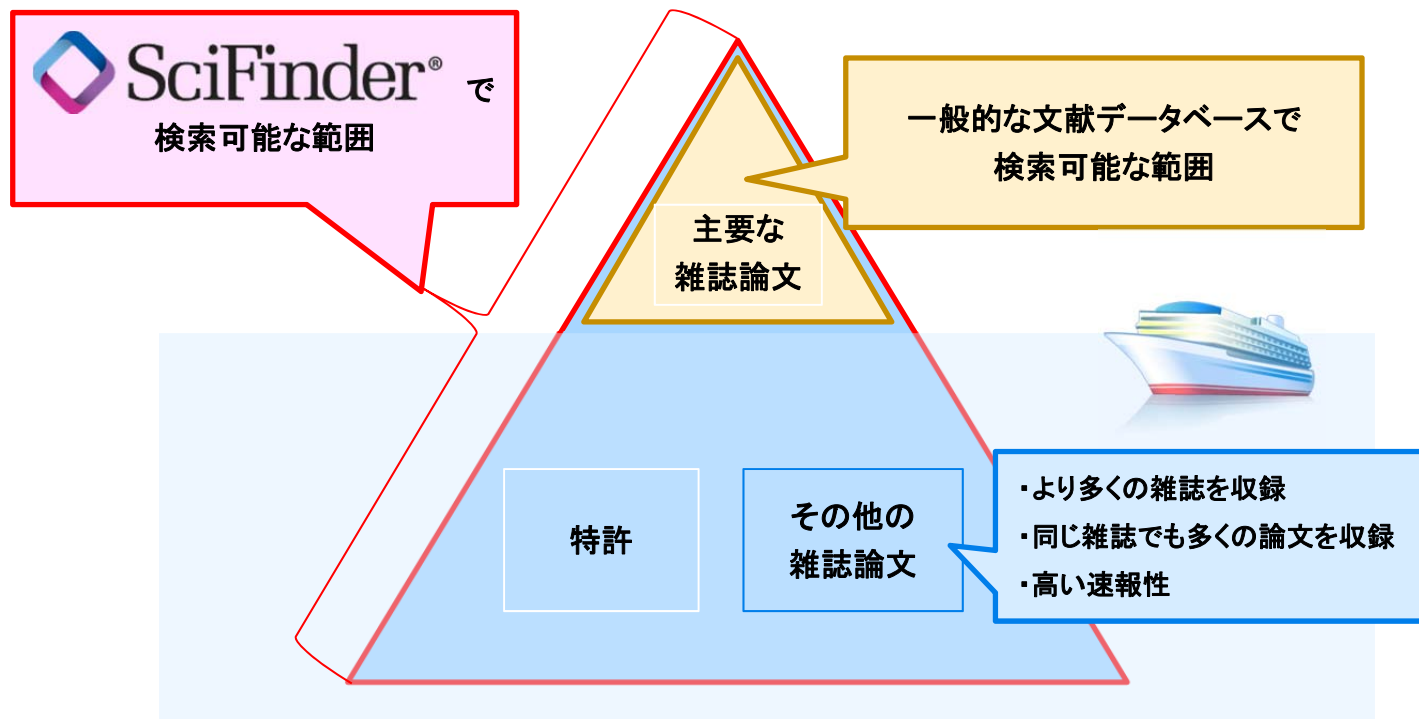 SciFinder® で
検索可能な範囲
一般的な文献データベースで
検索可能な範囲
主要な
雑誌論文
特許
その他の
雑誌論文
・より多くの雑誌を収録
・同じ雑誌でも多くの論文を収録
・高い速報性